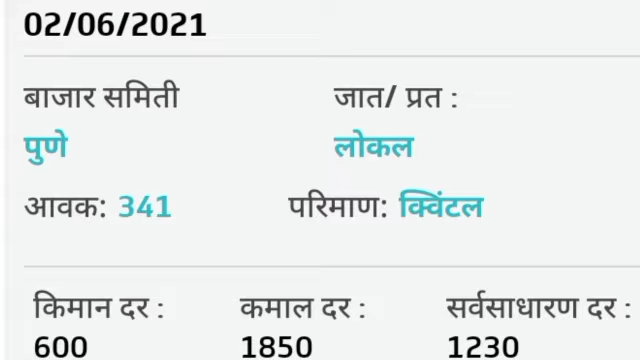 02/06/2021
बाजार समिती जात/ प्रत :
पुणे लोकल
आवक: 341 परिमाण: क्विंटल
किमान दर : कमाल दर : सर्वसाधारण दर :
600 1850 1230